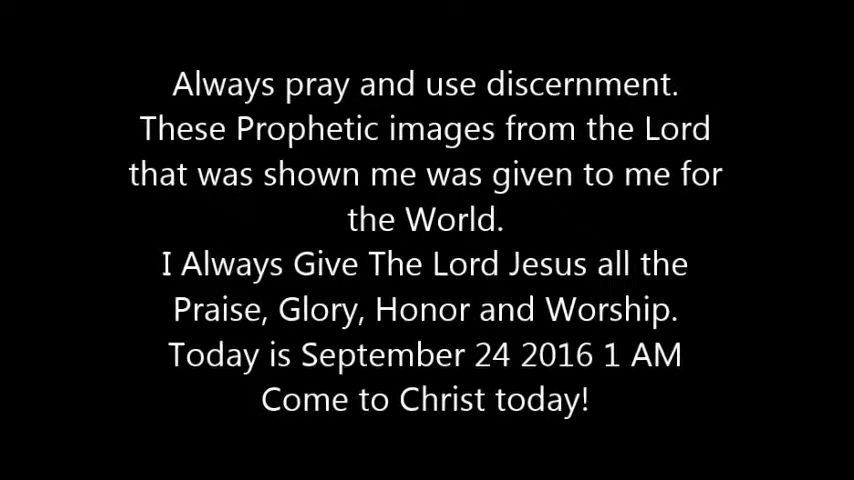 Always pray and use discernment.
These Prophetic images from the Lord
that was shown me was given to me for
the World.
I Always Give The Lord Jesus all the
Praise, Glory, Honor and Worship.
Today is September 24 2016 1 AM
Come to Christ today!